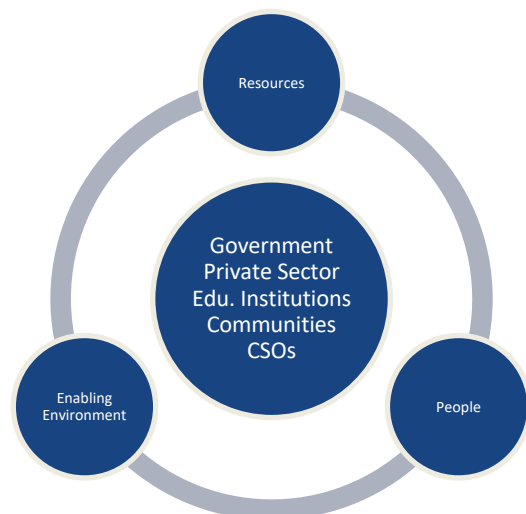 Resources
Government
Private Sector
Edu. Institutions
Communities
CSOs
Enabling
Environment
People